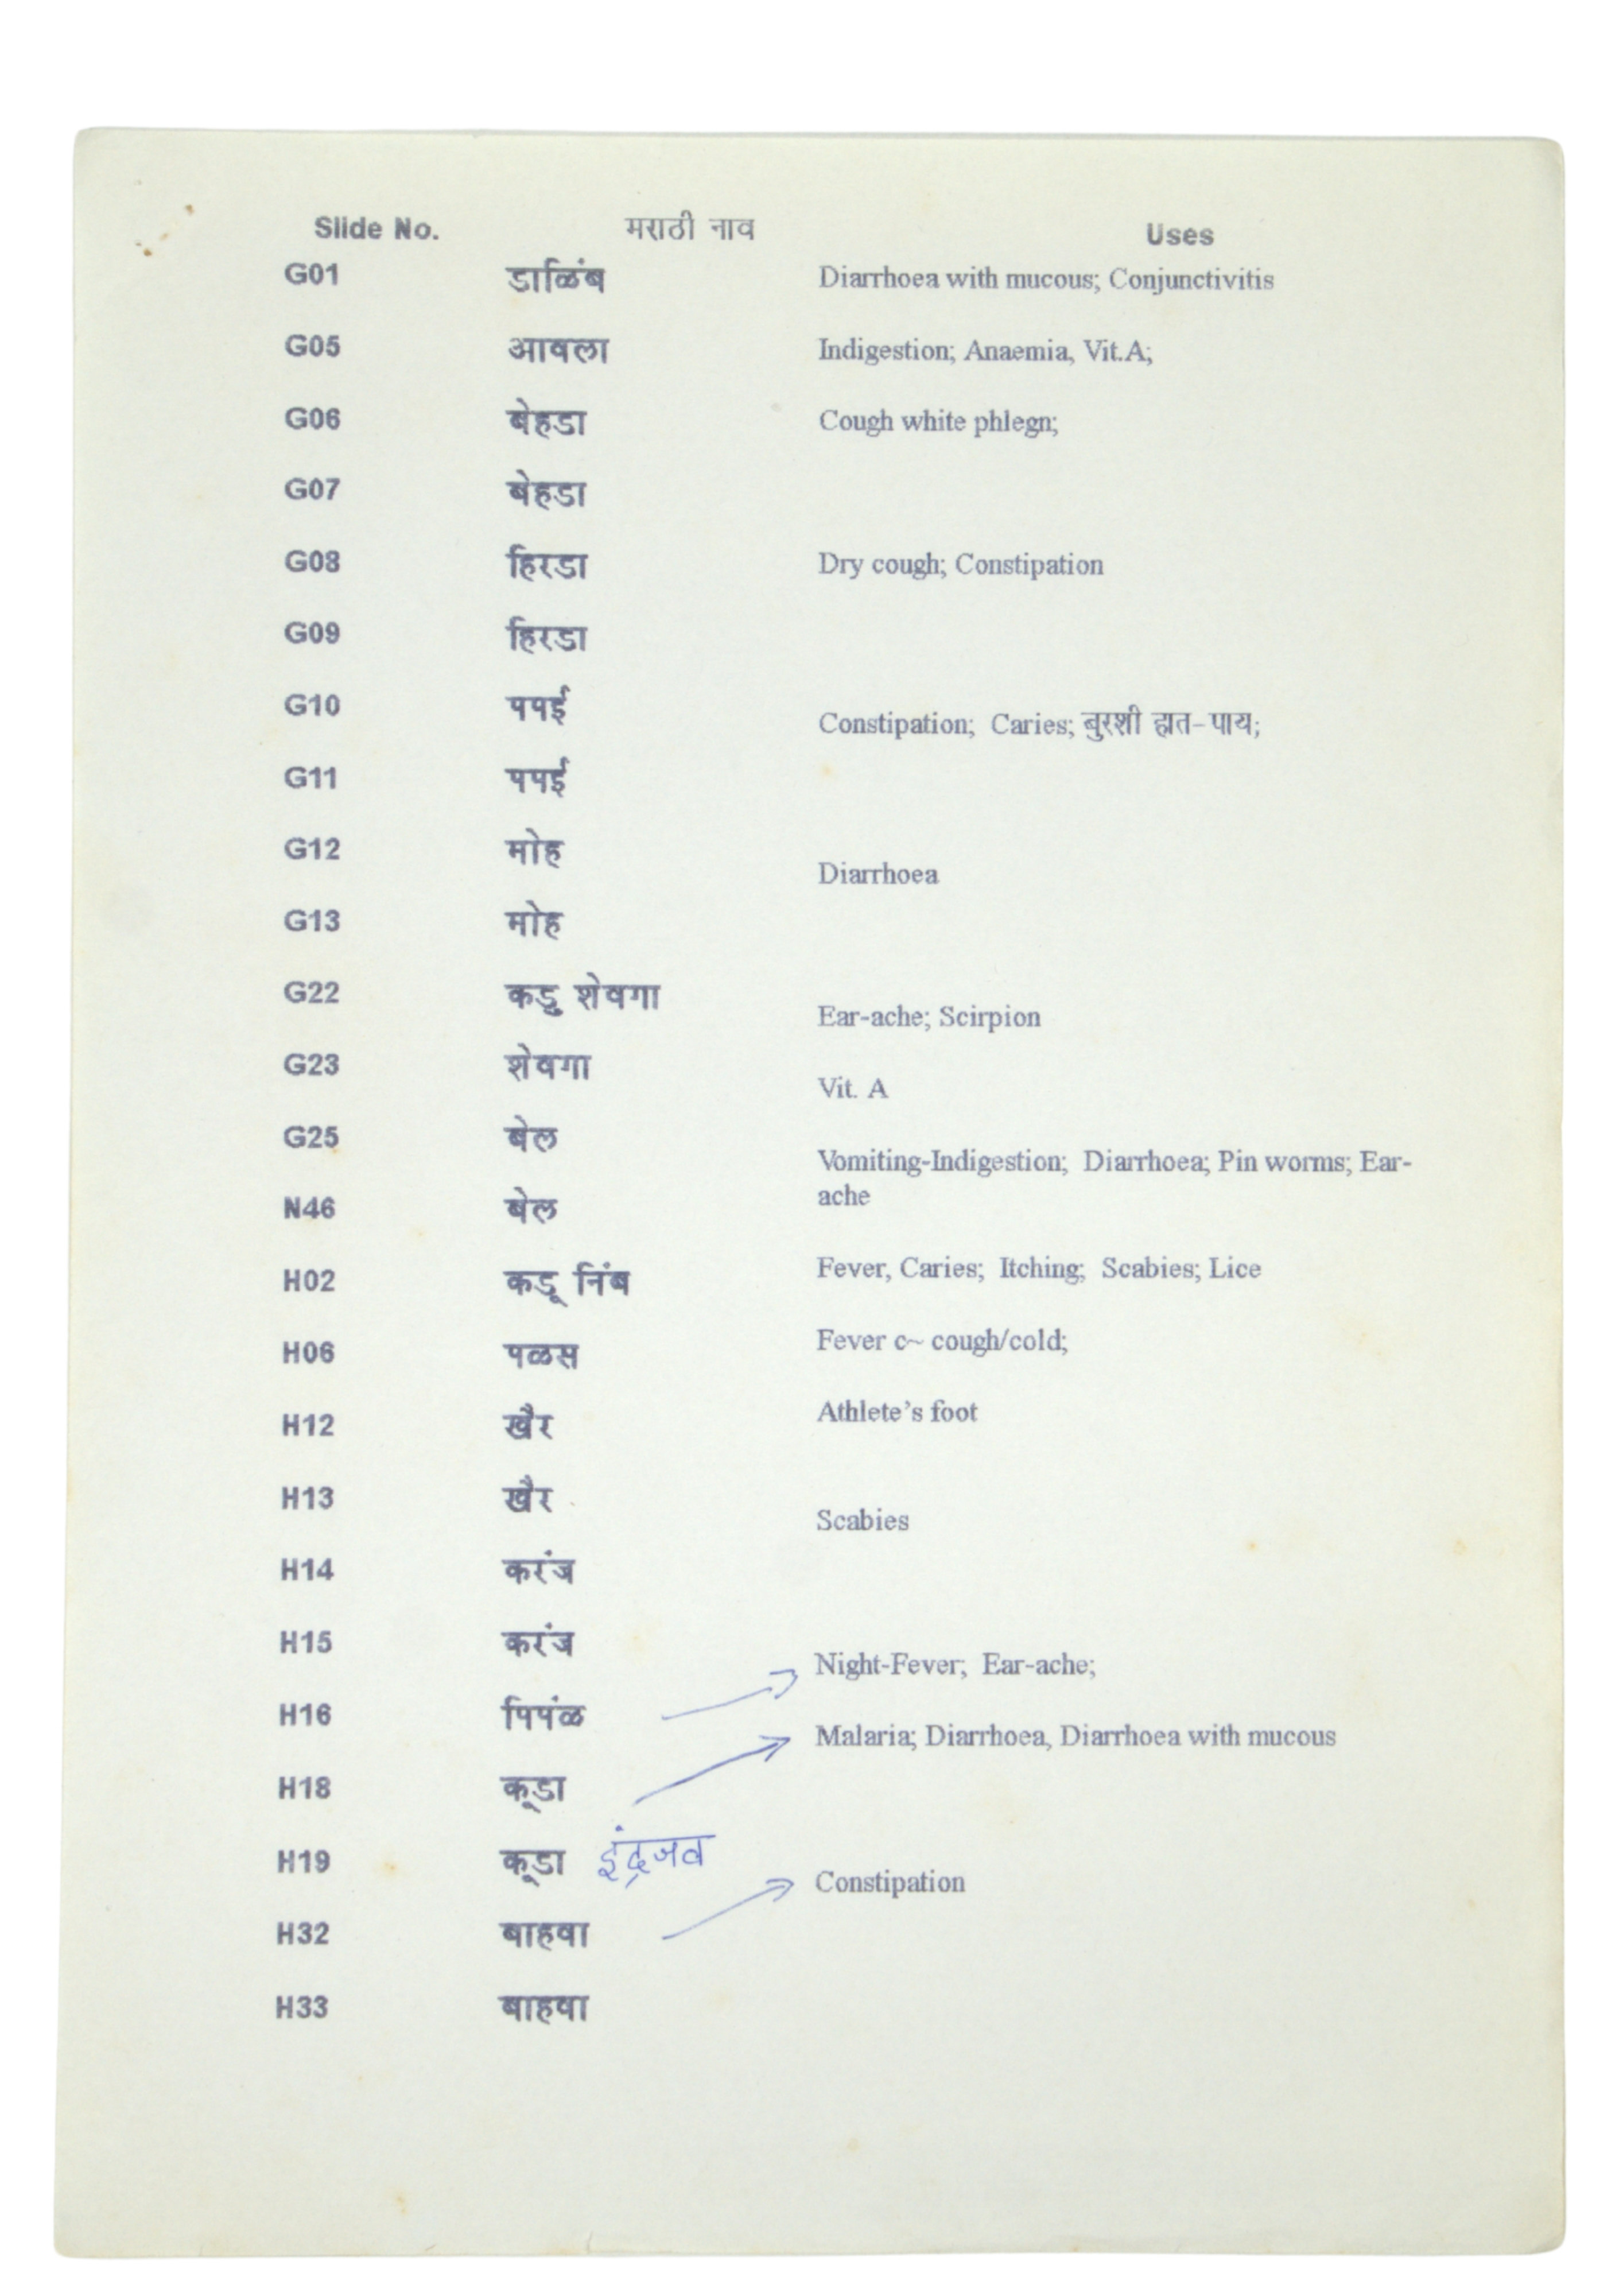 Slide No. मराठी नाव Uses
G01 डाळिंब Diarrhoea with mucous; Conjunctivitis
G05 आवला Indigestion; Anaemia, Vit.A;
G06 बेहडा Cough white phlegn;
G07 बेहडा
G08 हिरडा Dry cough; Constipation
G09 हिरडा
G10 पपई Constipation; Caries; बुरशी हात-पाय;
G11 पपई
G12 मोह Diarrhoea
G13 मोह
G22 कडु शेवगा Ear-ache; Scirpion
G23 शेवगा Vit. A
G25 बेल Vomiting-Indigestion; Diarrhoea; Pin worms; Ear-
N46 बेल ache
H02 कडू निंब Fever, Caries; Itching; Scabies; Lice
H06 पळस Fever c~ cough/cold;
H12 खैर Athlete’s foot
H13 खैर Scabies
H14 करंज
H15 करंज Night-Fever; Ear-ache;
H16 पिपंळ Malaria; Diarrhoea, Diarrhoea with mucous
H18 कूडा
H19 कूडा इंद्रजव Constipation
H32 बाहवा
H33 बाहवा